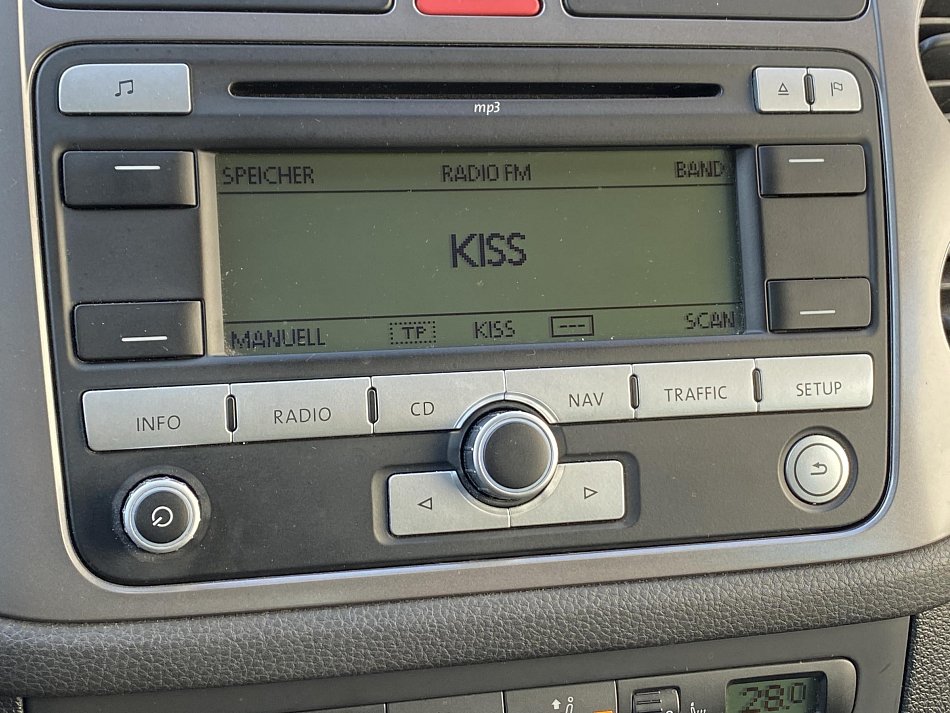 mp3
SPEICHER RADIO FM BAND
KISS
MANUELL TP KISS --- SCAN
INFO RADIO CD NAV TRAFFIC SETUP
28.0